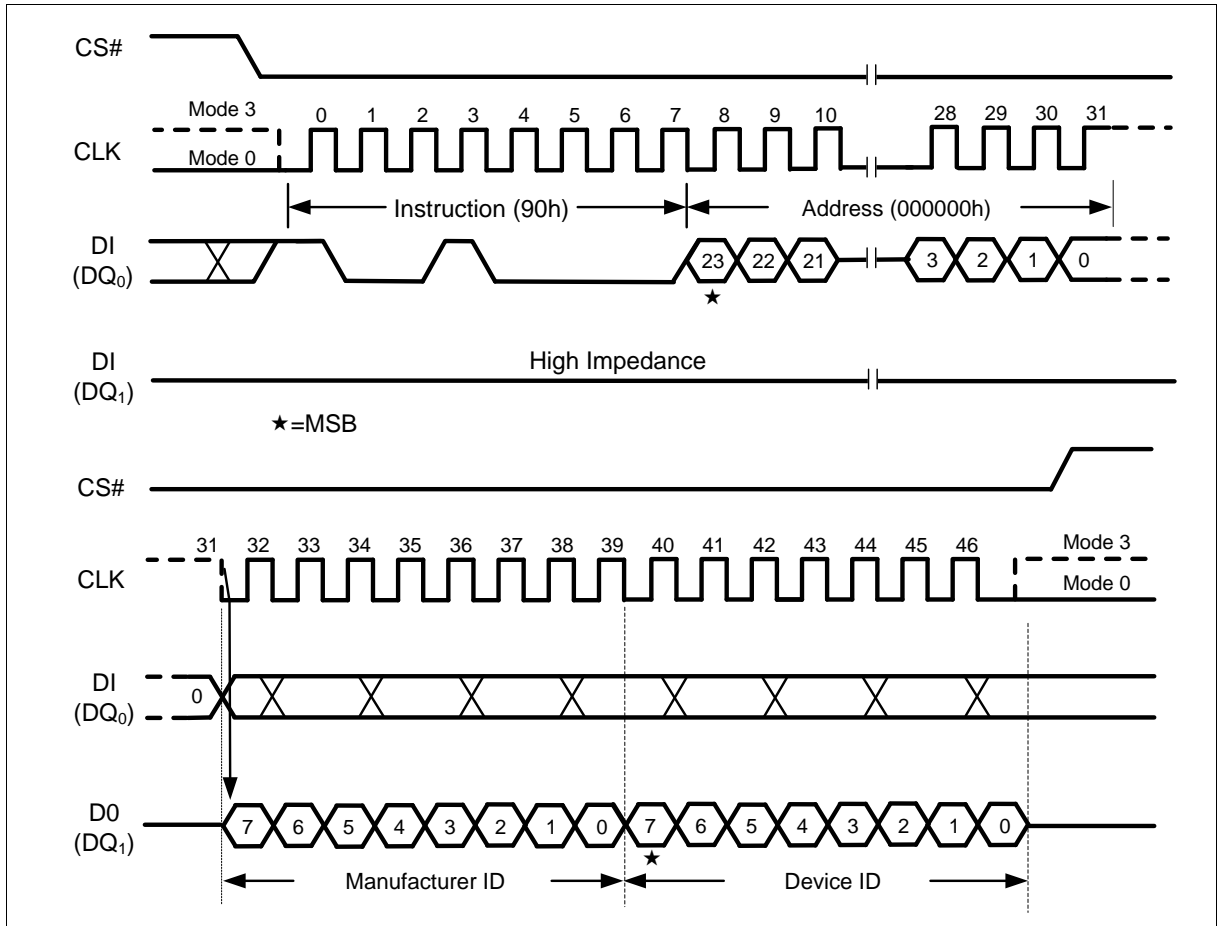 CS#
Mode 3
0 1 2 3 4 5 6 7 8 9 10 28 29 30 31
CLK
Mode 0
Instruction (90h)
Address (000000h)
DI
(DQ0)
23 22 21 3 2 1 0
★
High Impedance
DI
(DQ1)
★=MSB
CS#
31 32 33 34 35 36 37 38 39 40 41 42 43 44 45 46
Mode 3
CLK
Mode 0
DI
(DQ0)
0
D0
(DQ1)
7 6 5 4 3 2 1 0 7 6 5 4 3 2 1 0
★
Manufacturer ID
Device ID